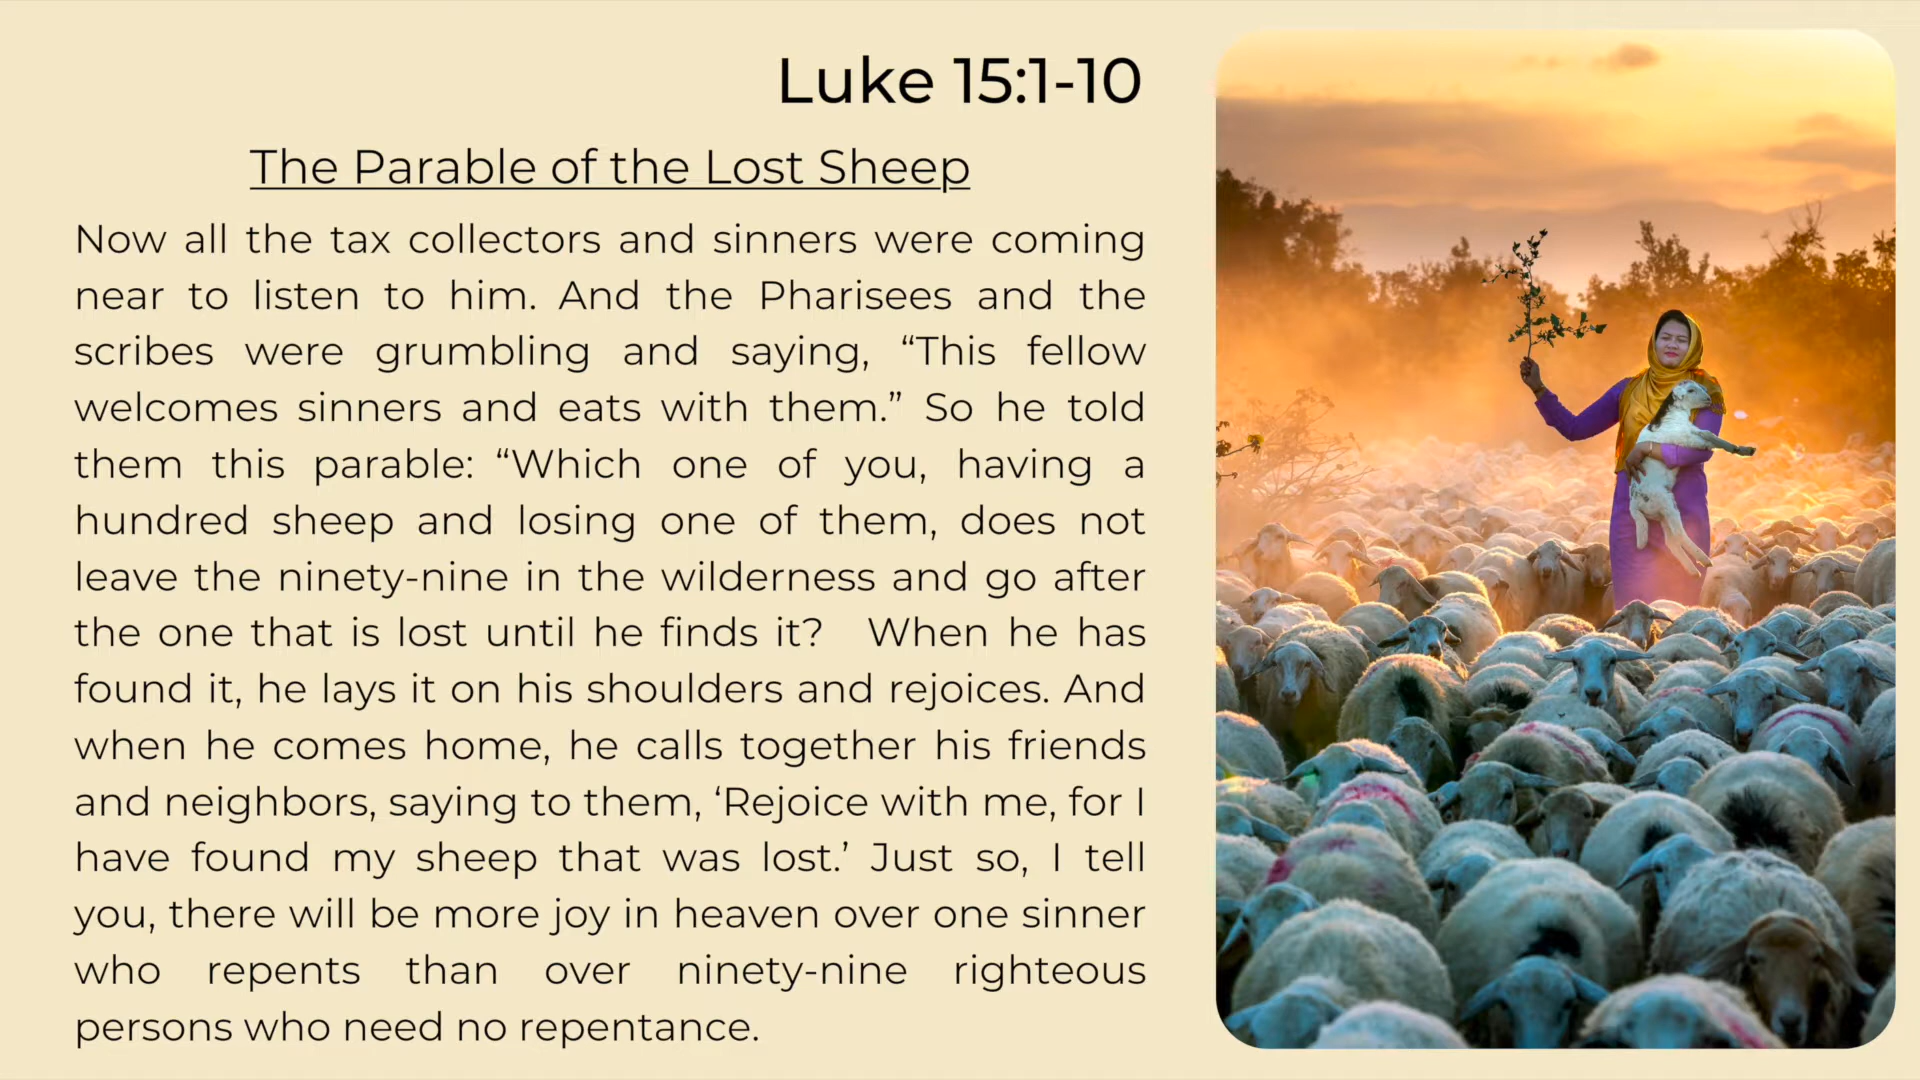 Luke 15:1-10
The Parable of the Lost Sheep
Now all the tax collectors and sinners were coming
near to listen to him. And the Pharisees and the
scribes were grumbling and saying, “This fellow
welcomes sinners and eats with them.” So he told
them this parable: “Which one of you, having a
hundred sheep and losing one of them, does not
leave the ninety-nine in the wilderness and go after
the one that is lost until he finds it?   When he has
found it, he lays it on his shoulders and rejoices. And
when he comes home, he calls together his friends
and neighbors, saying to them, ‘Rejoice with me, for I
have found my sheep that was lost.’ Just so, I tell
you, there will be more joy in heaven over one sinner
who repents than over ninety-nine righteous
persons who need no repentance.